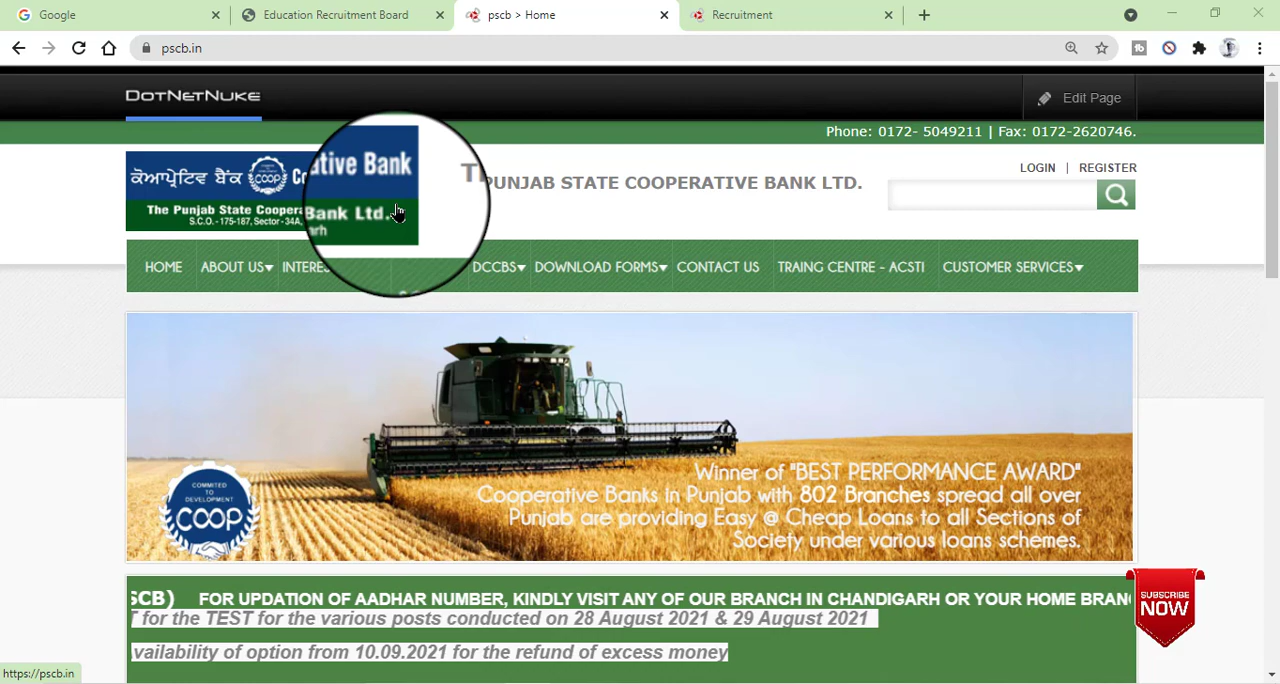 Google
Education Recruitment Board
pscb > Home
Recruitment
pscb.in
DotNetNuke
Edit Page
Phone: 0172- 5049211 | Fax: 0172-2620746.
LOGIN | REGISTER
ਕੋਆਪ੍ਰੇਟਿਵ ਬੈਂਕ COOP
ative Bank
PUNJAB STATE COOPERATIVE BANK LTD.
The Punjab State Coopera Bank Ltd.
S.C.O. - 175-187, Sector - 34A, arh
HOME ABOUT US DCCBS DOWNLOAD FORMS CONTACT US TRAING CENTRE - ACSTI CUSTOMER SERVICES
Winner of "BEST PERFORMANCE AWARD"
Cooperative Banks in Punjab with 802 Branches spread all over
Punjab are providing Easy @ Cheap Loans to all Sections of
Society under various loans schemes.
COMMITED
TO
DEVELOPMENT
COOP
SCB) FOR UPDATION OF AADHAR NUMBER, KINDLY VISIT ANY OF OUR BRANCH IN CHANDIGARH OR YOUR HOME BRAN
T for the TEST for the various posts conducted on 28 August 2021 & 29 August 2021
vailability of option from 10.09.2021 for the refund of excess money
SUBSCRIBE
NOW
https://pscb.in